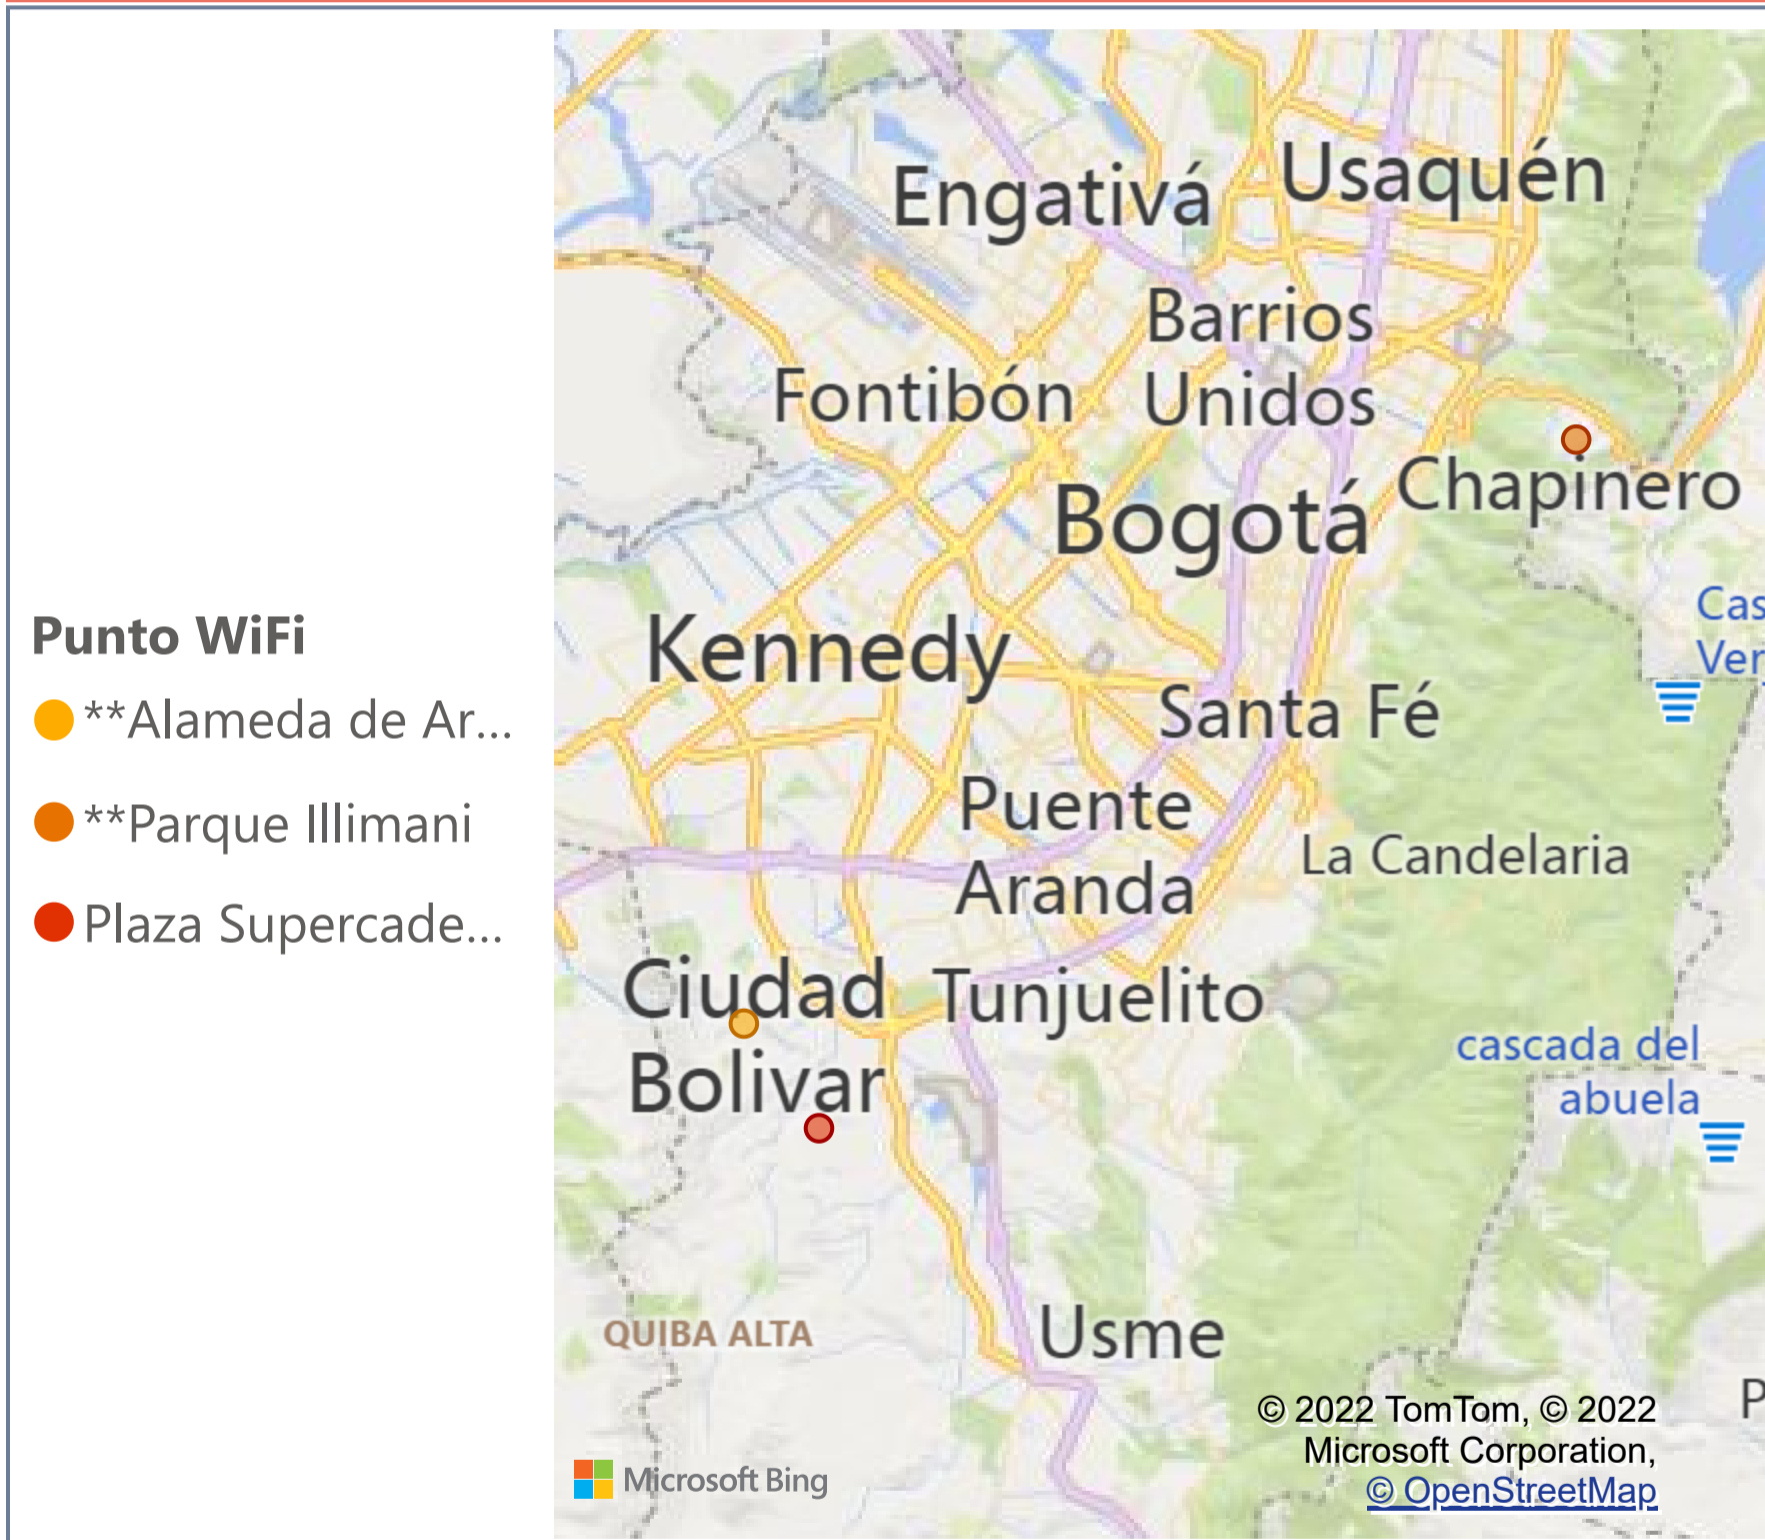 Punto WiFi
**Alameda de Ar...
**Parque Illimani
Plaza Supercade...
Engativá
Usaquén
Barrios
Unidos
Fontibón
Chapinero
Bogotá
Cas
Ver
Kennedy
Santa Fé
Puente
Aranda
La Candelaria
Ciudad
Bolivar
Tunjuelito
cascada del
abuela
QUIBA ALTA
Usme
P
© 2022 TomTom, © 2022
Microsoft Corporation,
© OpenStreetMap
Microsoft Bing